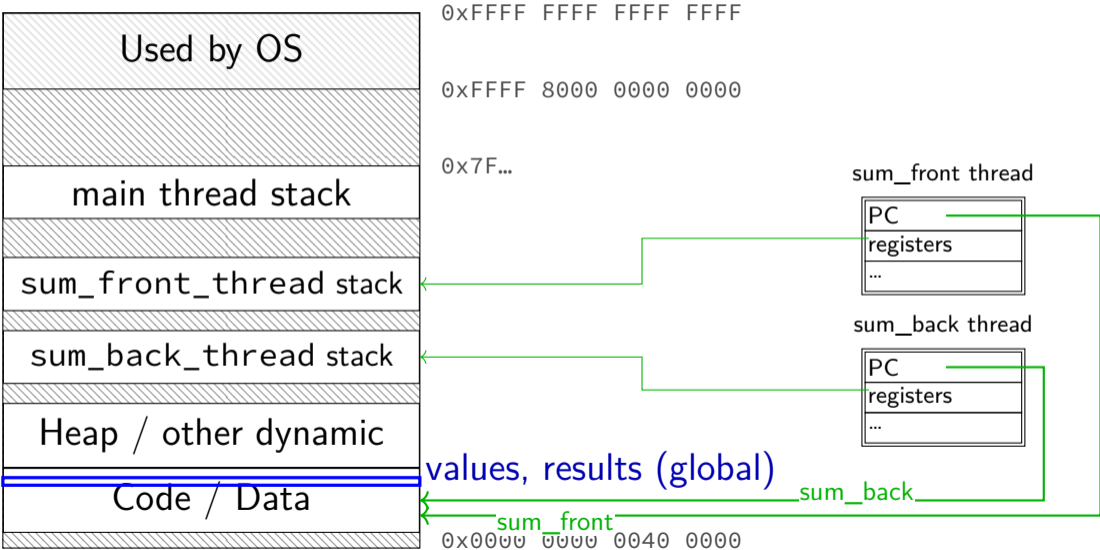 0xFFFF FFFF FFFF FFFF
Used by OS
0xFFFF 8000 0000 0000
0x7F…
main thread stack
sum_front thread
PC
registers
…
sum_front_thread stack
sum_back thread
sum_back_thread stack
PC
registers
…
Heap / other dynamic
values, results (global)
Code / Data
sum_back
sum_front
0x0000 0000 0040 0000